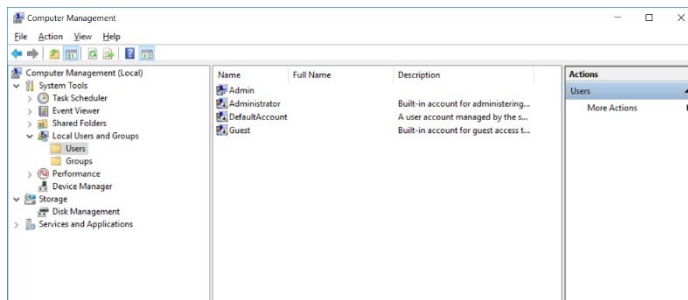 Computer Management
File Action View Help
Computer Management (Local)
System Tools
Task Scheduler
Event Viewer
Shared Folders
Local Users and Groups
Users
Groups
Performance
Device Manager
Storage
Disk Management
Services and Applications
Name Full Name Description
Admin
Administrator Built-in account for administering...
DefaultAccount A user account managed by the s...
Guest Built-in account for guest access t...
Actions
Users
More Actions